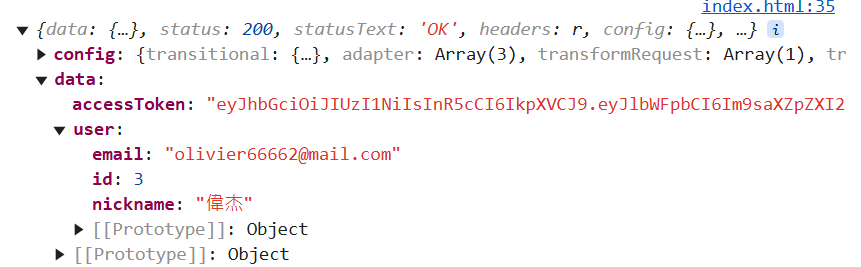 index.html:35
▼ {data: {…}, status: 200, statusText: 'OK', headers: r, config: {…}, …} i
▶ config: {transitional: {…}, adapter: Array(3), transformRequest: Array(1), tr
▼ data:
accessToken: "eyJhbGciOiJIUzI1NiIsInR5cCI6IkpXVCJ9.eyJlbWFpbCI6Im9saXZpZXI2
▼ user:
email: "olivier66662@mail.com"
id: 3
nickname: "偉杰"
▶ [[Prototype]]: Object
▶ [[Prototype]]: Object